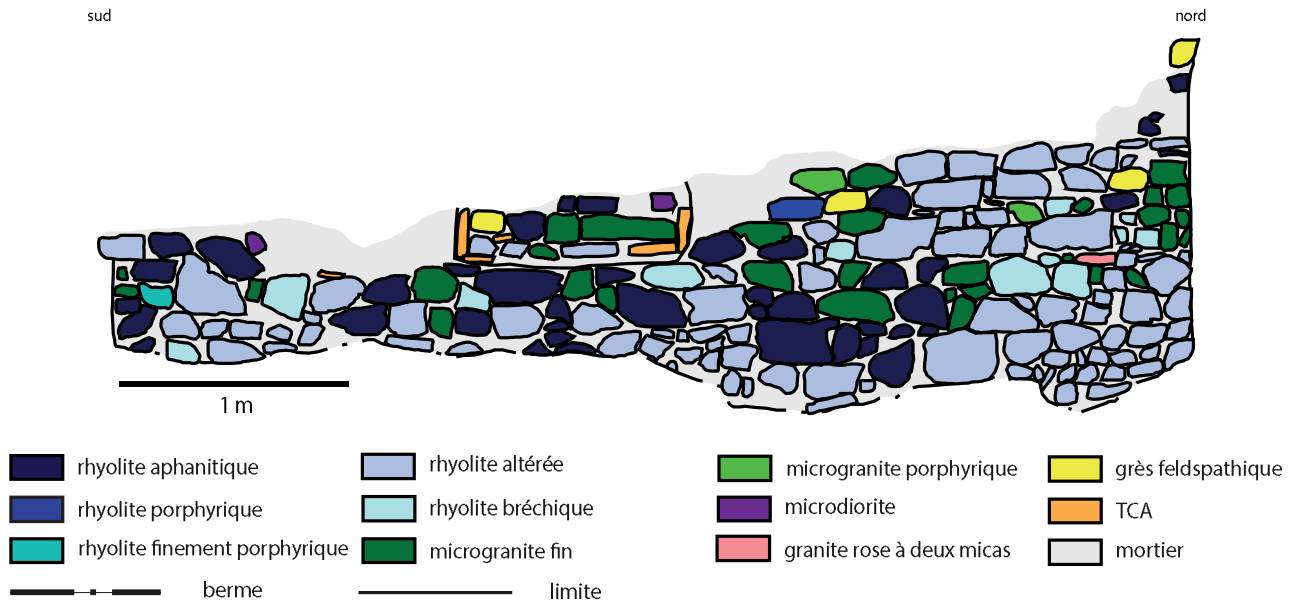 sud
nord
1 m
rhyolite aphanitique
rhyolite altérée
microgranite porphyrique
grès feldspathique
rhyolite porphyrique
rhyolite bréchique
microdiorite
TCA
rhyolite finement porphyrique
microgranite fin
granite rose à deux micas
mortier
berme
limite